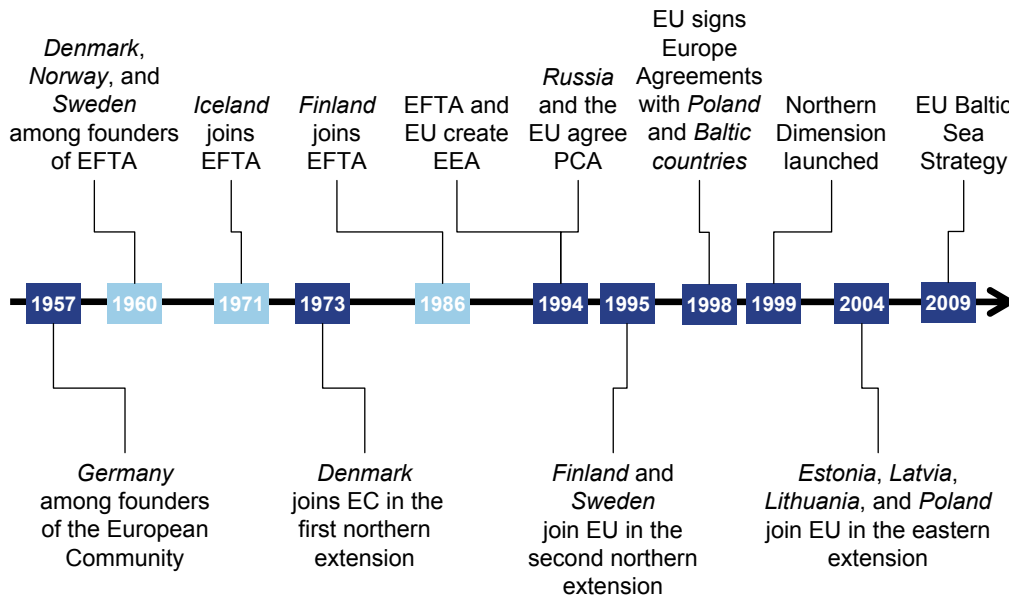 Denmark,
Norway, and
Sweden
among founders
of EFTA
Iceland
joins
EFTA
Finland
joins
EFTA
EFTA and
EU create
EEA
Russia
and the
EU agree
PCA
EU signs
Europe
Agreements
with Poland
and Baltic
countries
Northern
Dimension
launched
EU Baltic
Sea
Strategy
1957
1960
1971
1973
1986
1994
1995
1998
1999
2004
2009
Germany
among founders
of the European
Community
Denmark
joins EC in the
first northern
extension
Finland and
Sweden
join EU in the
second northern
extension
Estonia, Latvia,
Lithuania, and Poland
join EU in the eastern
extension